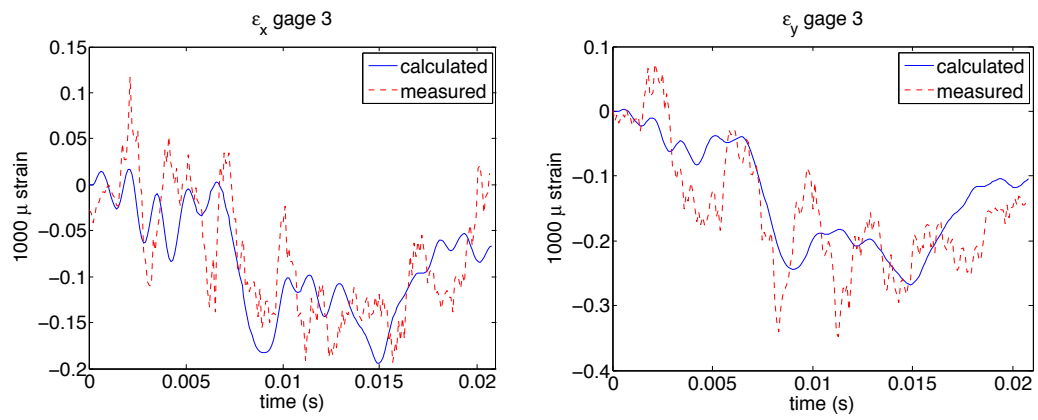 ε_x gage 3
0.15
0.1
0.05
0
−0.05
−0.1
−0.15
−0.2
1000 μ strain
calculated
measured
0 0.005 0.01 0.015 0.02
time (s)
ε_y gage 3
0.1
0
−0.1
−0.2
−0.3
−0.4
1000 μ strain
calculated
measured
0 0.005 0.01 0.015 0.02
time (s)